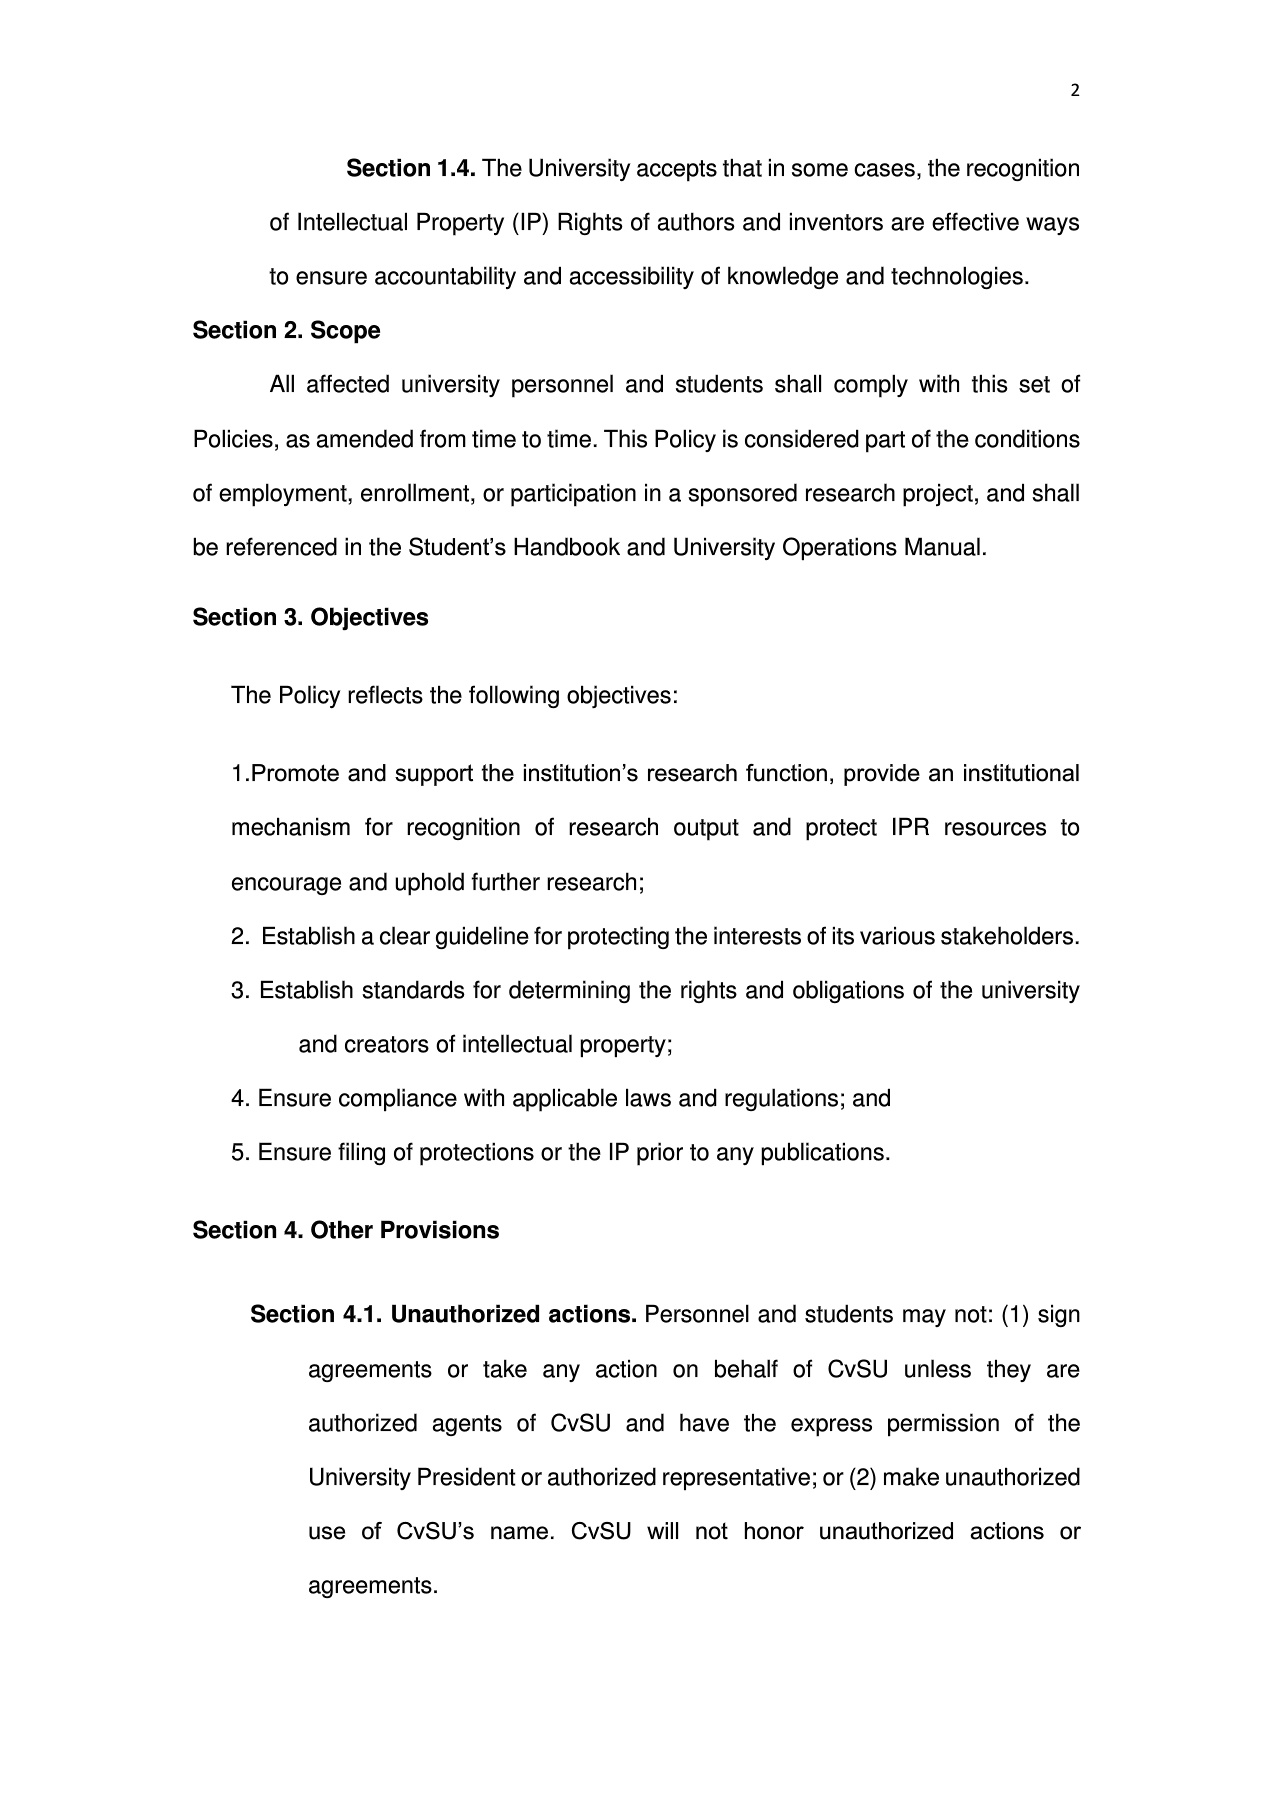 2
Section 1.4. The University accepts that in some cases, the recognition
of Intellectual Property (IP) Rights of authors and inventors are effective ways
to ensure accountability and accessibility of knowledge and technologies.
Section 2. Scope
All affected university personnel and students shall comply with this set of
Policies, as amended from time to time. This Policy is considered part of the conditions
of employment, enrollment, or participation in a sponsored research project, and shall
be referenced in the Student’s Handbook and University Operations Manual.
Section 3. Objectives
The Policy reflects the following objectives:
1.Promote and support the institution’s research function, provide an institutional
mechanism for recognition of research output and protect IPR resources to
encourage and uphold further research;
2. Establish a clear guideline for protecting the interests of its various stakeholders.
3. Establish standards for determining the rights and obligations of the university
and creators of intellectual property;
4. Ensure compliance with applicable laws and regulations; and
5. Ensure filing of protections or the IP prior to any publications.
Section 4. Other Provisions
Section 4.1. Unauthorized actions. Personnel and students may not: (1) sign
agreements or take any action on behalf of CvSU unless they are
authorized agents of CvSU and have the express permission of the
University President or authorized representative; or (2) make unauthorized
use of CvSU’s name. CvSU will not honor unauthorized actions or
agreements.